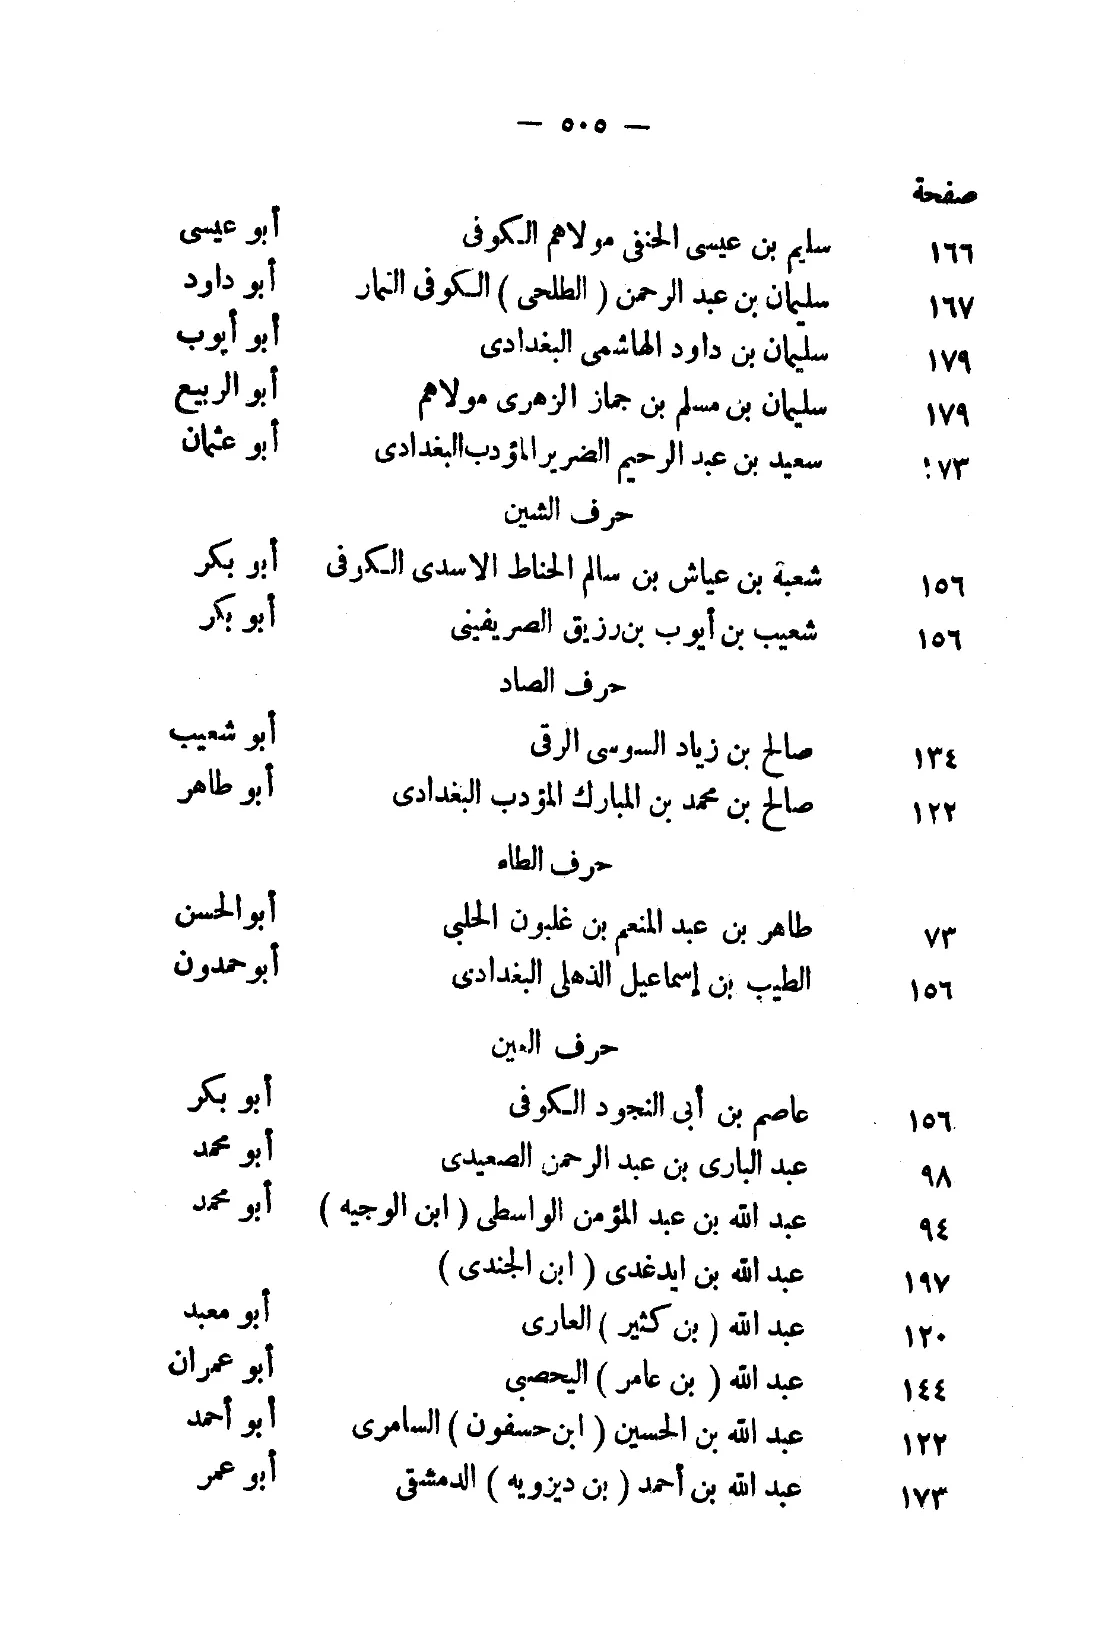 — ٥٠٥ —
صفحة
١٦٦ سليم بن عيسى الحنفى مولاهم الكوفى أبو عيسى
١٦٧ سليمان بن عبد الرحمن ( الطلحى ) الكوفى التمار أبو داود
١٧٩ سليمان بن داود الهاشمى البغدادى أبو أيوب
١٧٩ سليمان بن مسلم بن جماز الزهرى مولاهم أبو الربيع
١٧٣ سعيد بن عبد الرحيم الضرير المؤدب البغدادى أبو عثمان
حرف الشين
١٥٦ شعبة بن عياش بن سالم الحناط الاسدى الكوفى أبو بكر
١٥٦ شعيب بن أيوب بن رزيق الصريفينى أبو بكر
حرف الصاد
١٣٤ صالح بن زياد السوسى الرقى أبو شعيب
١٢٢ صالح بن محمد بن المبارك المؤدب البغدادى أبو طاهر
حرف الطاء
٧٣ طاهر بن عبد المنعم بن غلبون الحلبي أبو الحسن
١٥٦ الطيب بن إسماعيل الذهلى البغدادى أبو حمدون
حرف العين
١٥٦ عاصم بن أبى النجود الكوفى أبو بكر
٩٨ عبد البارى بن عبد الرحمن الصعيدى أبو محمد
٩٤ عبد الله بن عبد المؤمن الواسطى ( ابن الوجيه ) أبو محمد
١٩٧ عبد الله بن ايدغدى ( ابن الجندى )
١٢٠ عبد الله ( بن كثير ) العارى أبو معبد
١٤٤ عبد الله ( بن عامر ) اليحصبى أبو عمران
١٢٢ عبد الله بن الحسين ( ابن حسفون ) السامرى أبو أحمد
١٧٣ عبد الله بن أحمد ( بن ديزويه ) الدمشقى أبو عمر